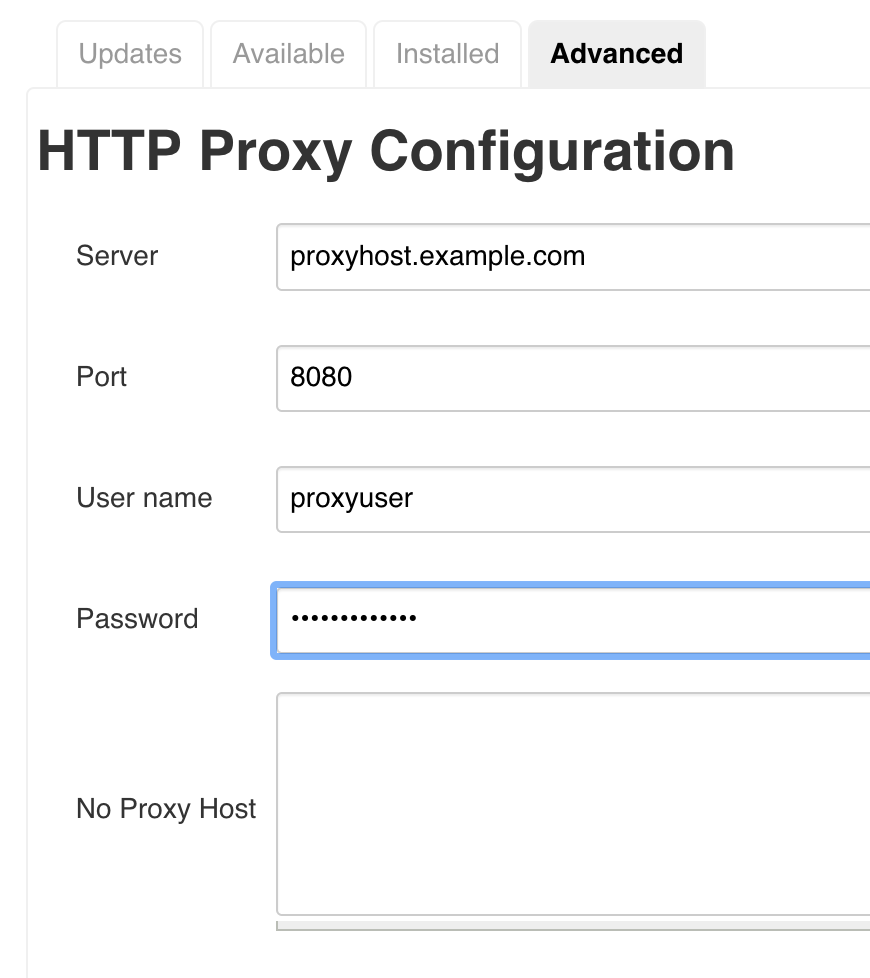 Updates Available Installed Advanced
HTTP Proxy Configuration
Server proxyhost.example.com
Port 8080
User name proxyuser
Password •••••••••••••
No Proxy Host